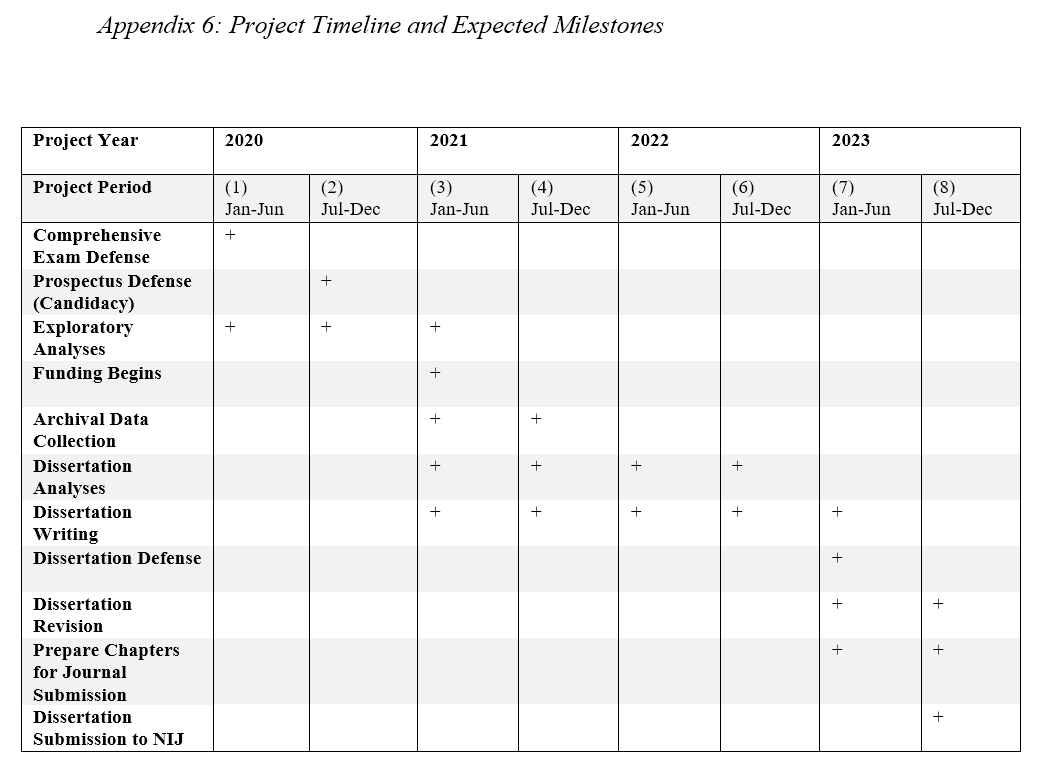 Appendix 6: Project Timeline and Expected Milestones
Project Year 2020 2021 2022 2023
Project Period (1) (2) (3) (4) (5) (6) (7) (8)
Jan-Jun Jul-Dec Jan-Jun Jul-Dec Jan-Jun Jul-Dec Jan-Jun Jul-Dec
Comprehensive +
Exam Defense
Prospectus Defense +
(Candidacy)
Exploratory + + +
Analyses
Funding Begins +
Archival Data + +
Collection
Dissertation + + + +
Analyses
Dissertation + + + + +
Writing
Dissertation Defense +
Dissertation + +
Revision
Prepare Chapters + +
for Journal
Submission
Dissertation +
Submission to NIJ